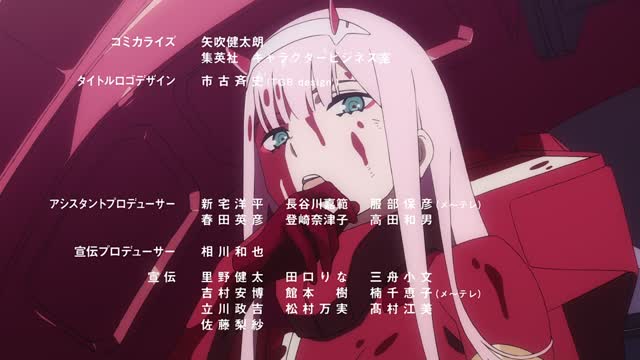 コミカライズ 矢吹健太朗
集英社 キャラクタービジネス室
タイトルロゴデザイン 市古斉史(TGB design)
アシスタントプロデューサー 新宅洋平 長谷川嘉範 服部保彦(メ〜テレ)
春田英彦 登崎奈津子 高田和男
宣伝プロデューサー 相川和也
宣伝 里野健太 田口りな 三舟小文
吉村安博 館本樹 楠千恵子(メ〜テレ)
立川政吉 松村万実 髙村江美
佐藤梨紗